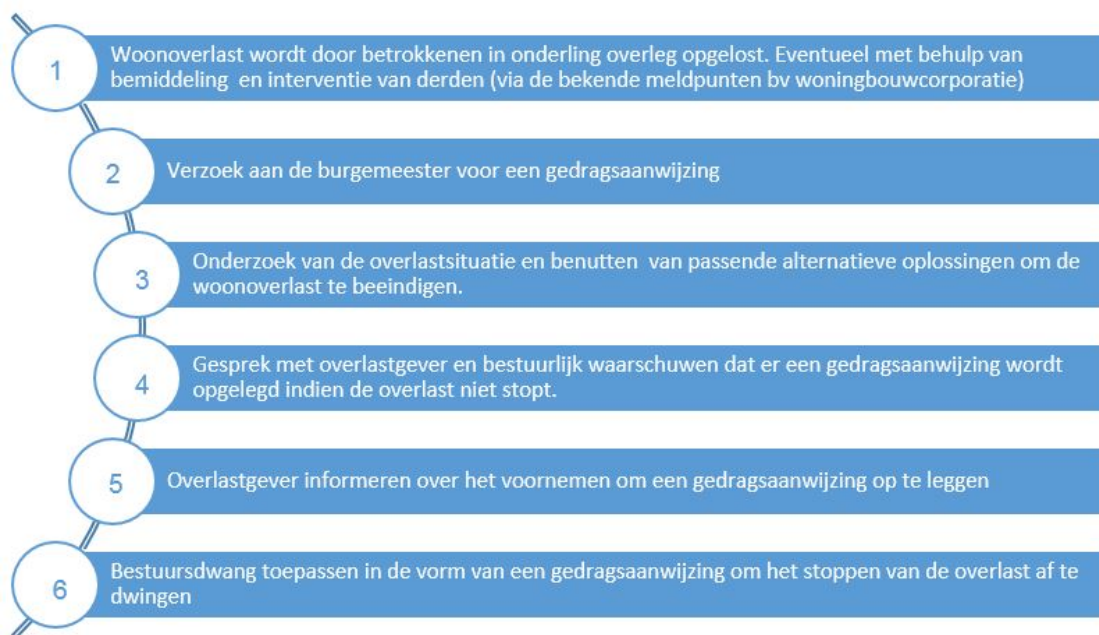 1
Woonoverlast wordt door betrokkenen in onderling overleg opgelost. Eventueel met behulp van
bemiddeling en interventie van derden (via de bekende meldpunten bv woningbouwcorporatie)
2
Verzoek aan de burgemeester voor een gedragsaanwijzing
3
Onderzoek van de overlastsituatie en benutten van passende alternatieve oplossingen om de
woonoverlast te beeindigen.
4
Gesprek met overlastgever en bestuurlijk waarschuwen dat er een gedragsaanwijzing wordt
opgelegd indien de overlast niet stopt.
5
Overlastgever informeren over het voornemen om een gedragsaanwijzing op te leggen
6
Bestuursdwang toepassen in de vorm van een gedragsaanwijzing om het stoppen van de overlast af te
dwingen